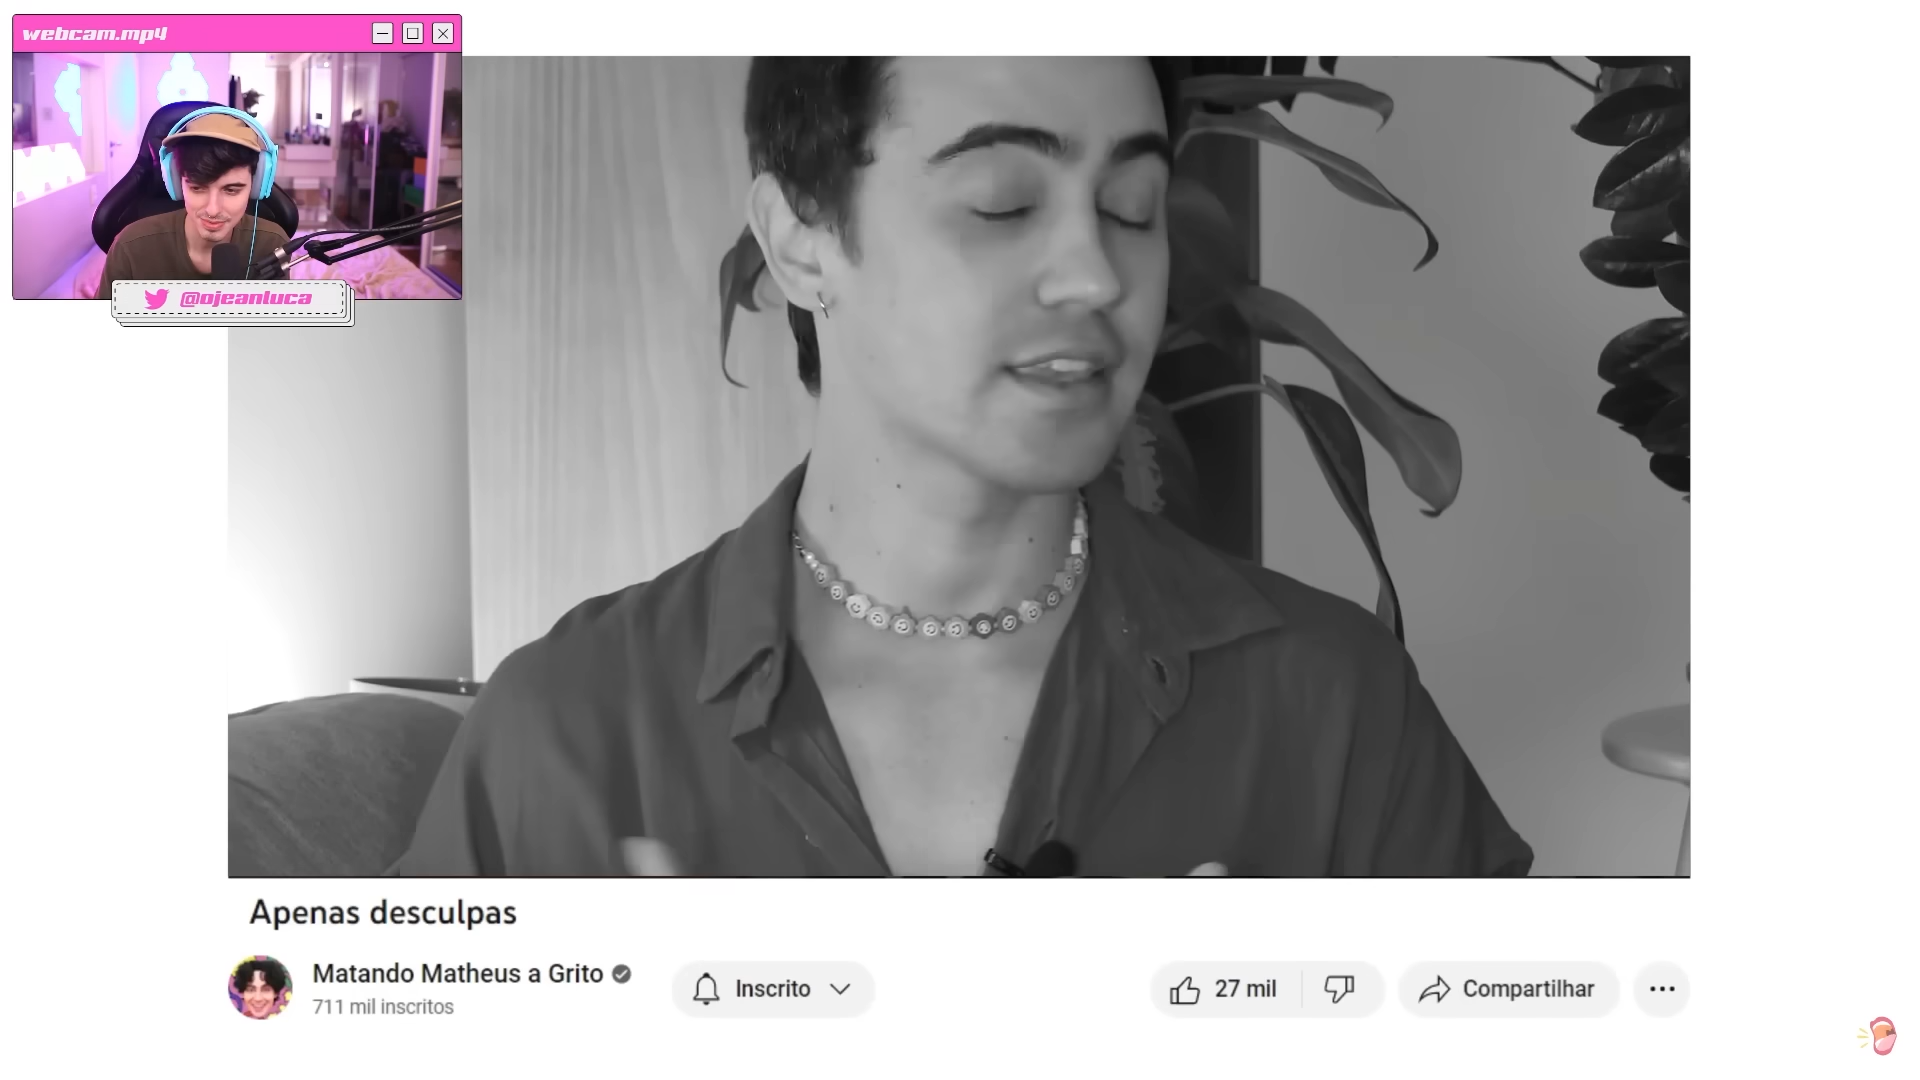 webcam.mp4
@ojeanluca
Apenas desculpas
Matando Matheus a Grito
711 mil inscritos
Inscrito
27 mil
Compartilhar